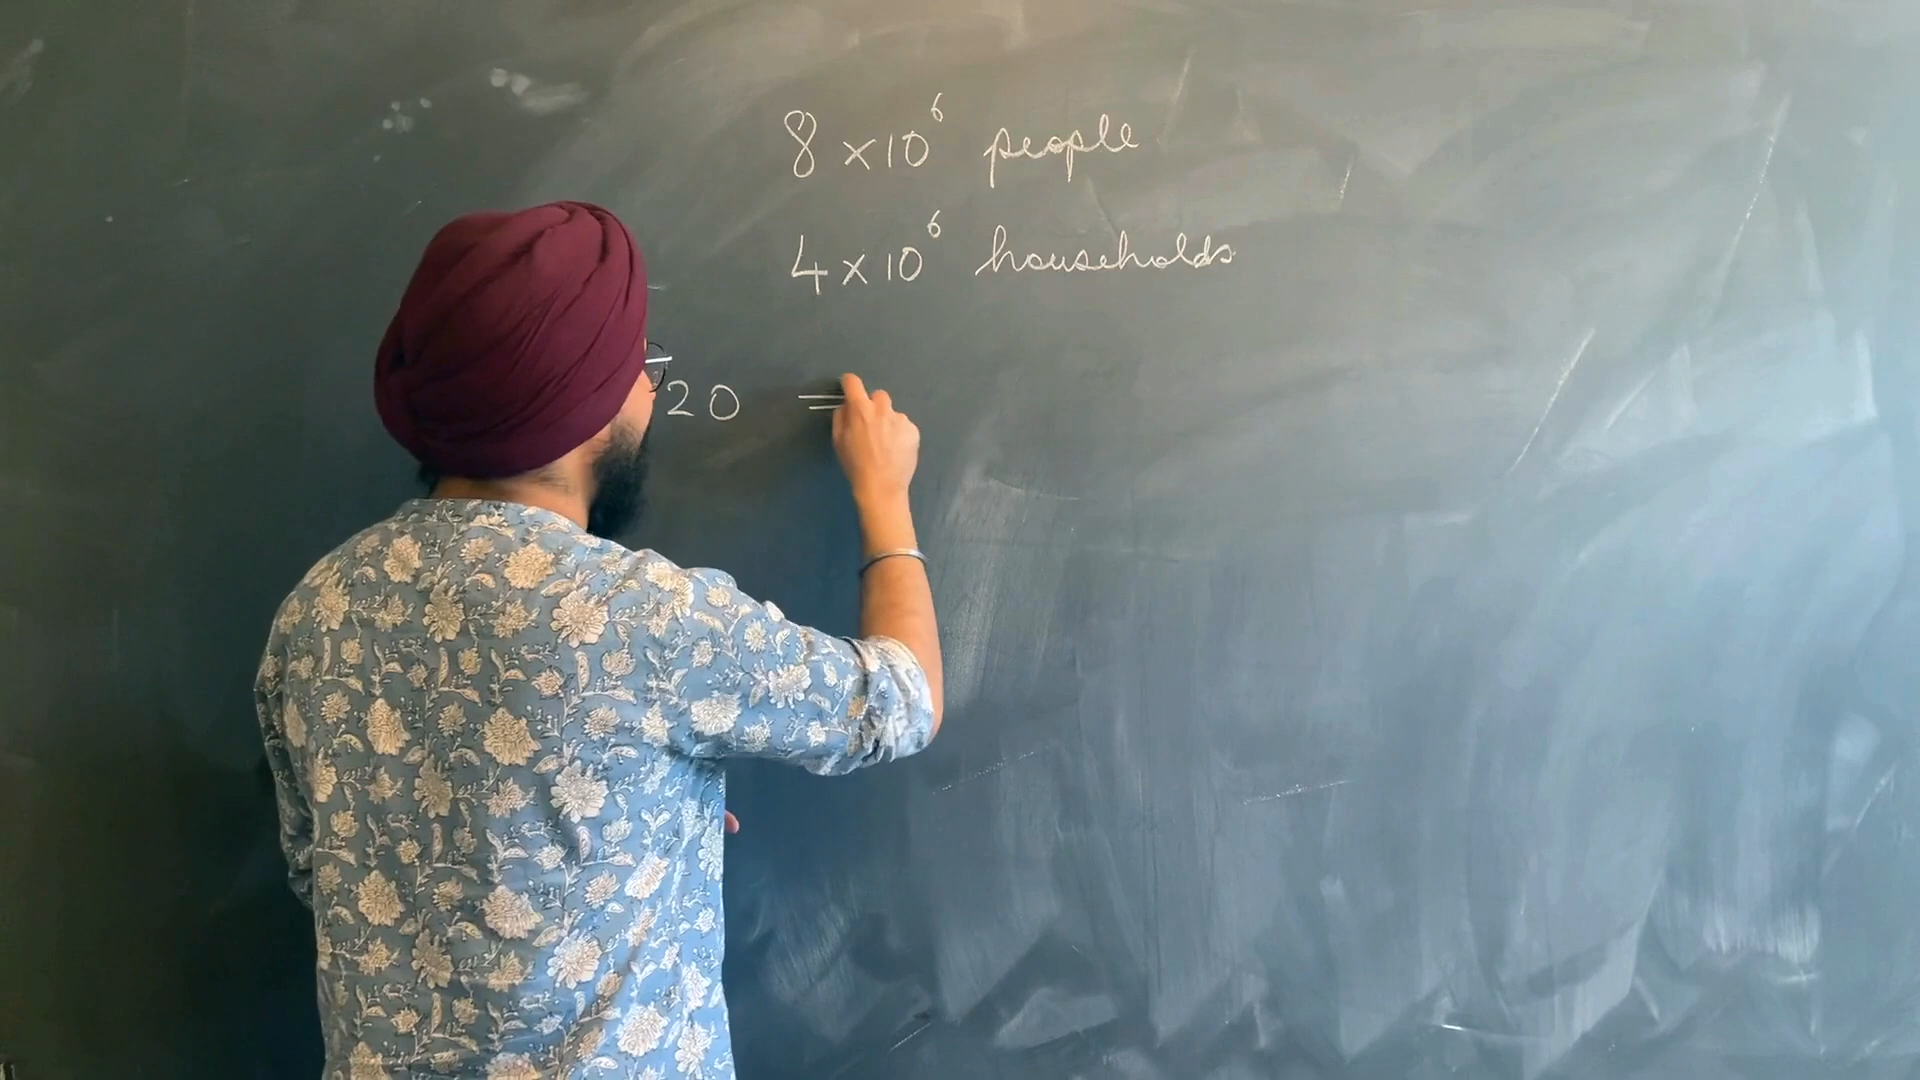 8 × 10⁶ people
4 × 10⁶ households
20 =